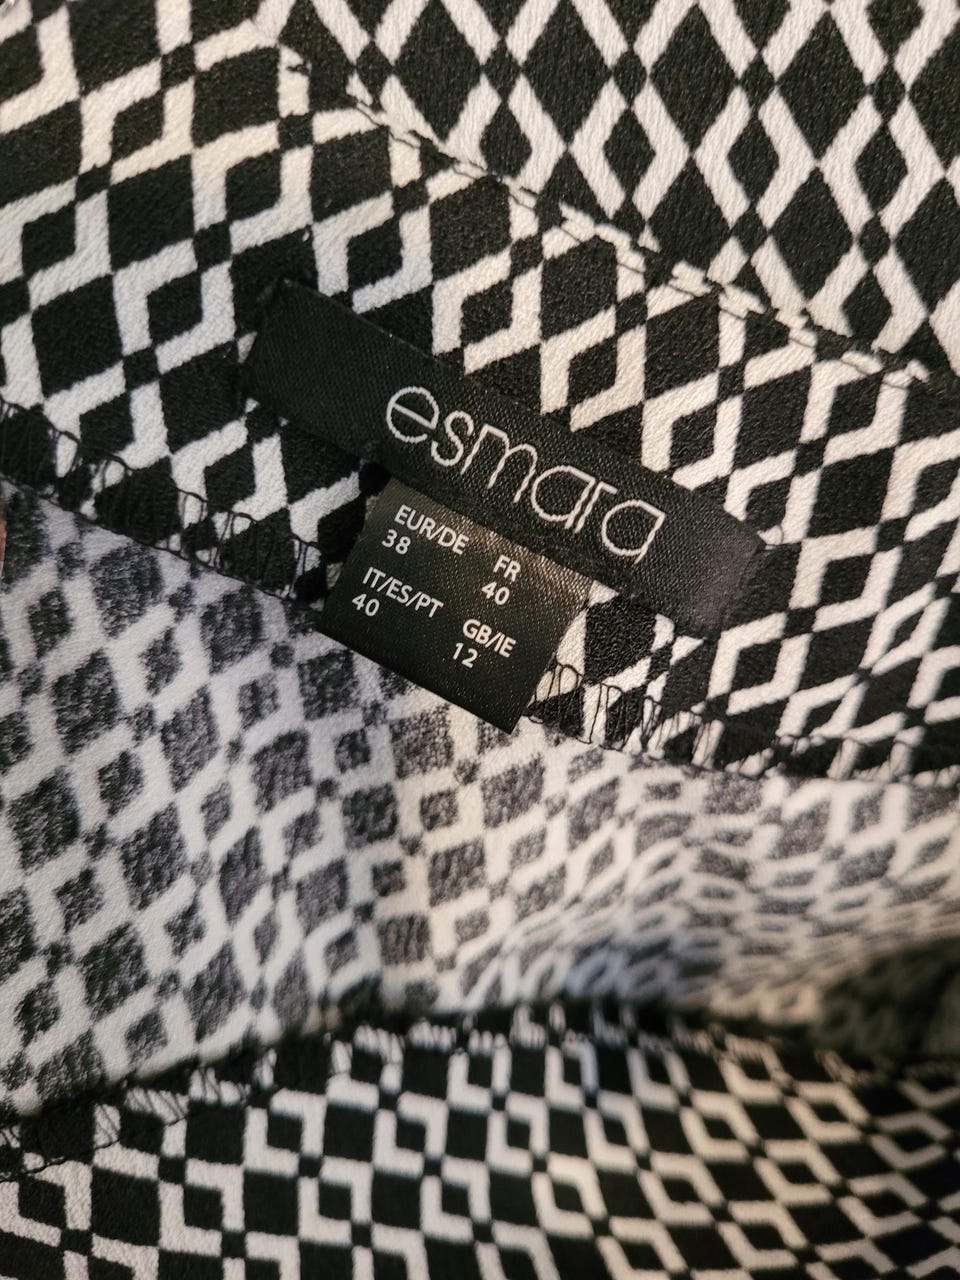 esmara
EUR/DE FR
38 40
IT/ES/PT GB/IE
40 12